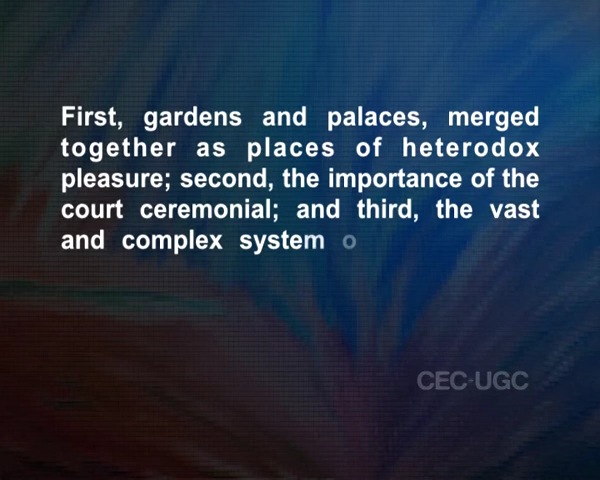 First, gardens and palaces, merged
together as places of heterodox
pleasure; second, the importance of the
court ceremonial; and third, the vast
and complex system o
CEC-UGC